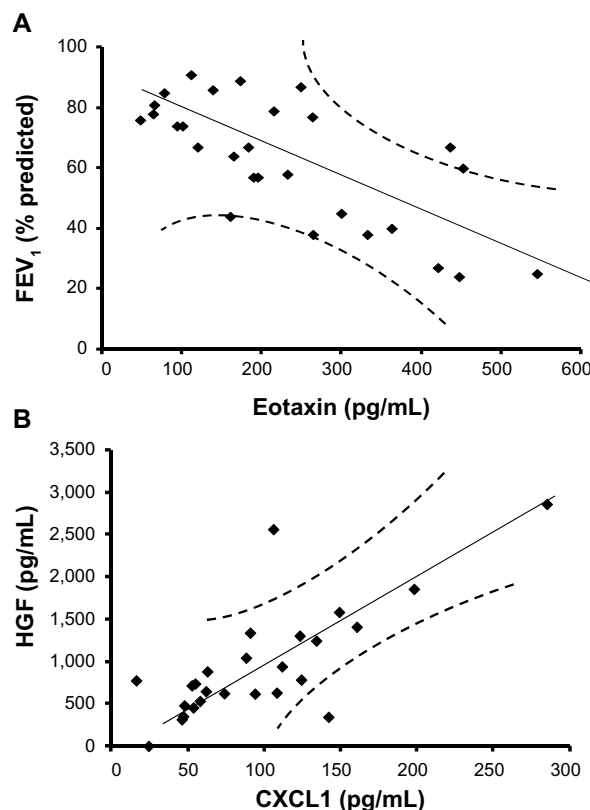 A
100
80
60
40
20
0
FEV1 (% predicted)
0 100 200 300 400 500 600
Eotaxin (pg/mL)
B
3,500
3,000
2,500
2,000
1,500
1,000
500
0
HGF (pg/mL)
0 50 100 150 200 250 300
CXCL1 (pg/mL)